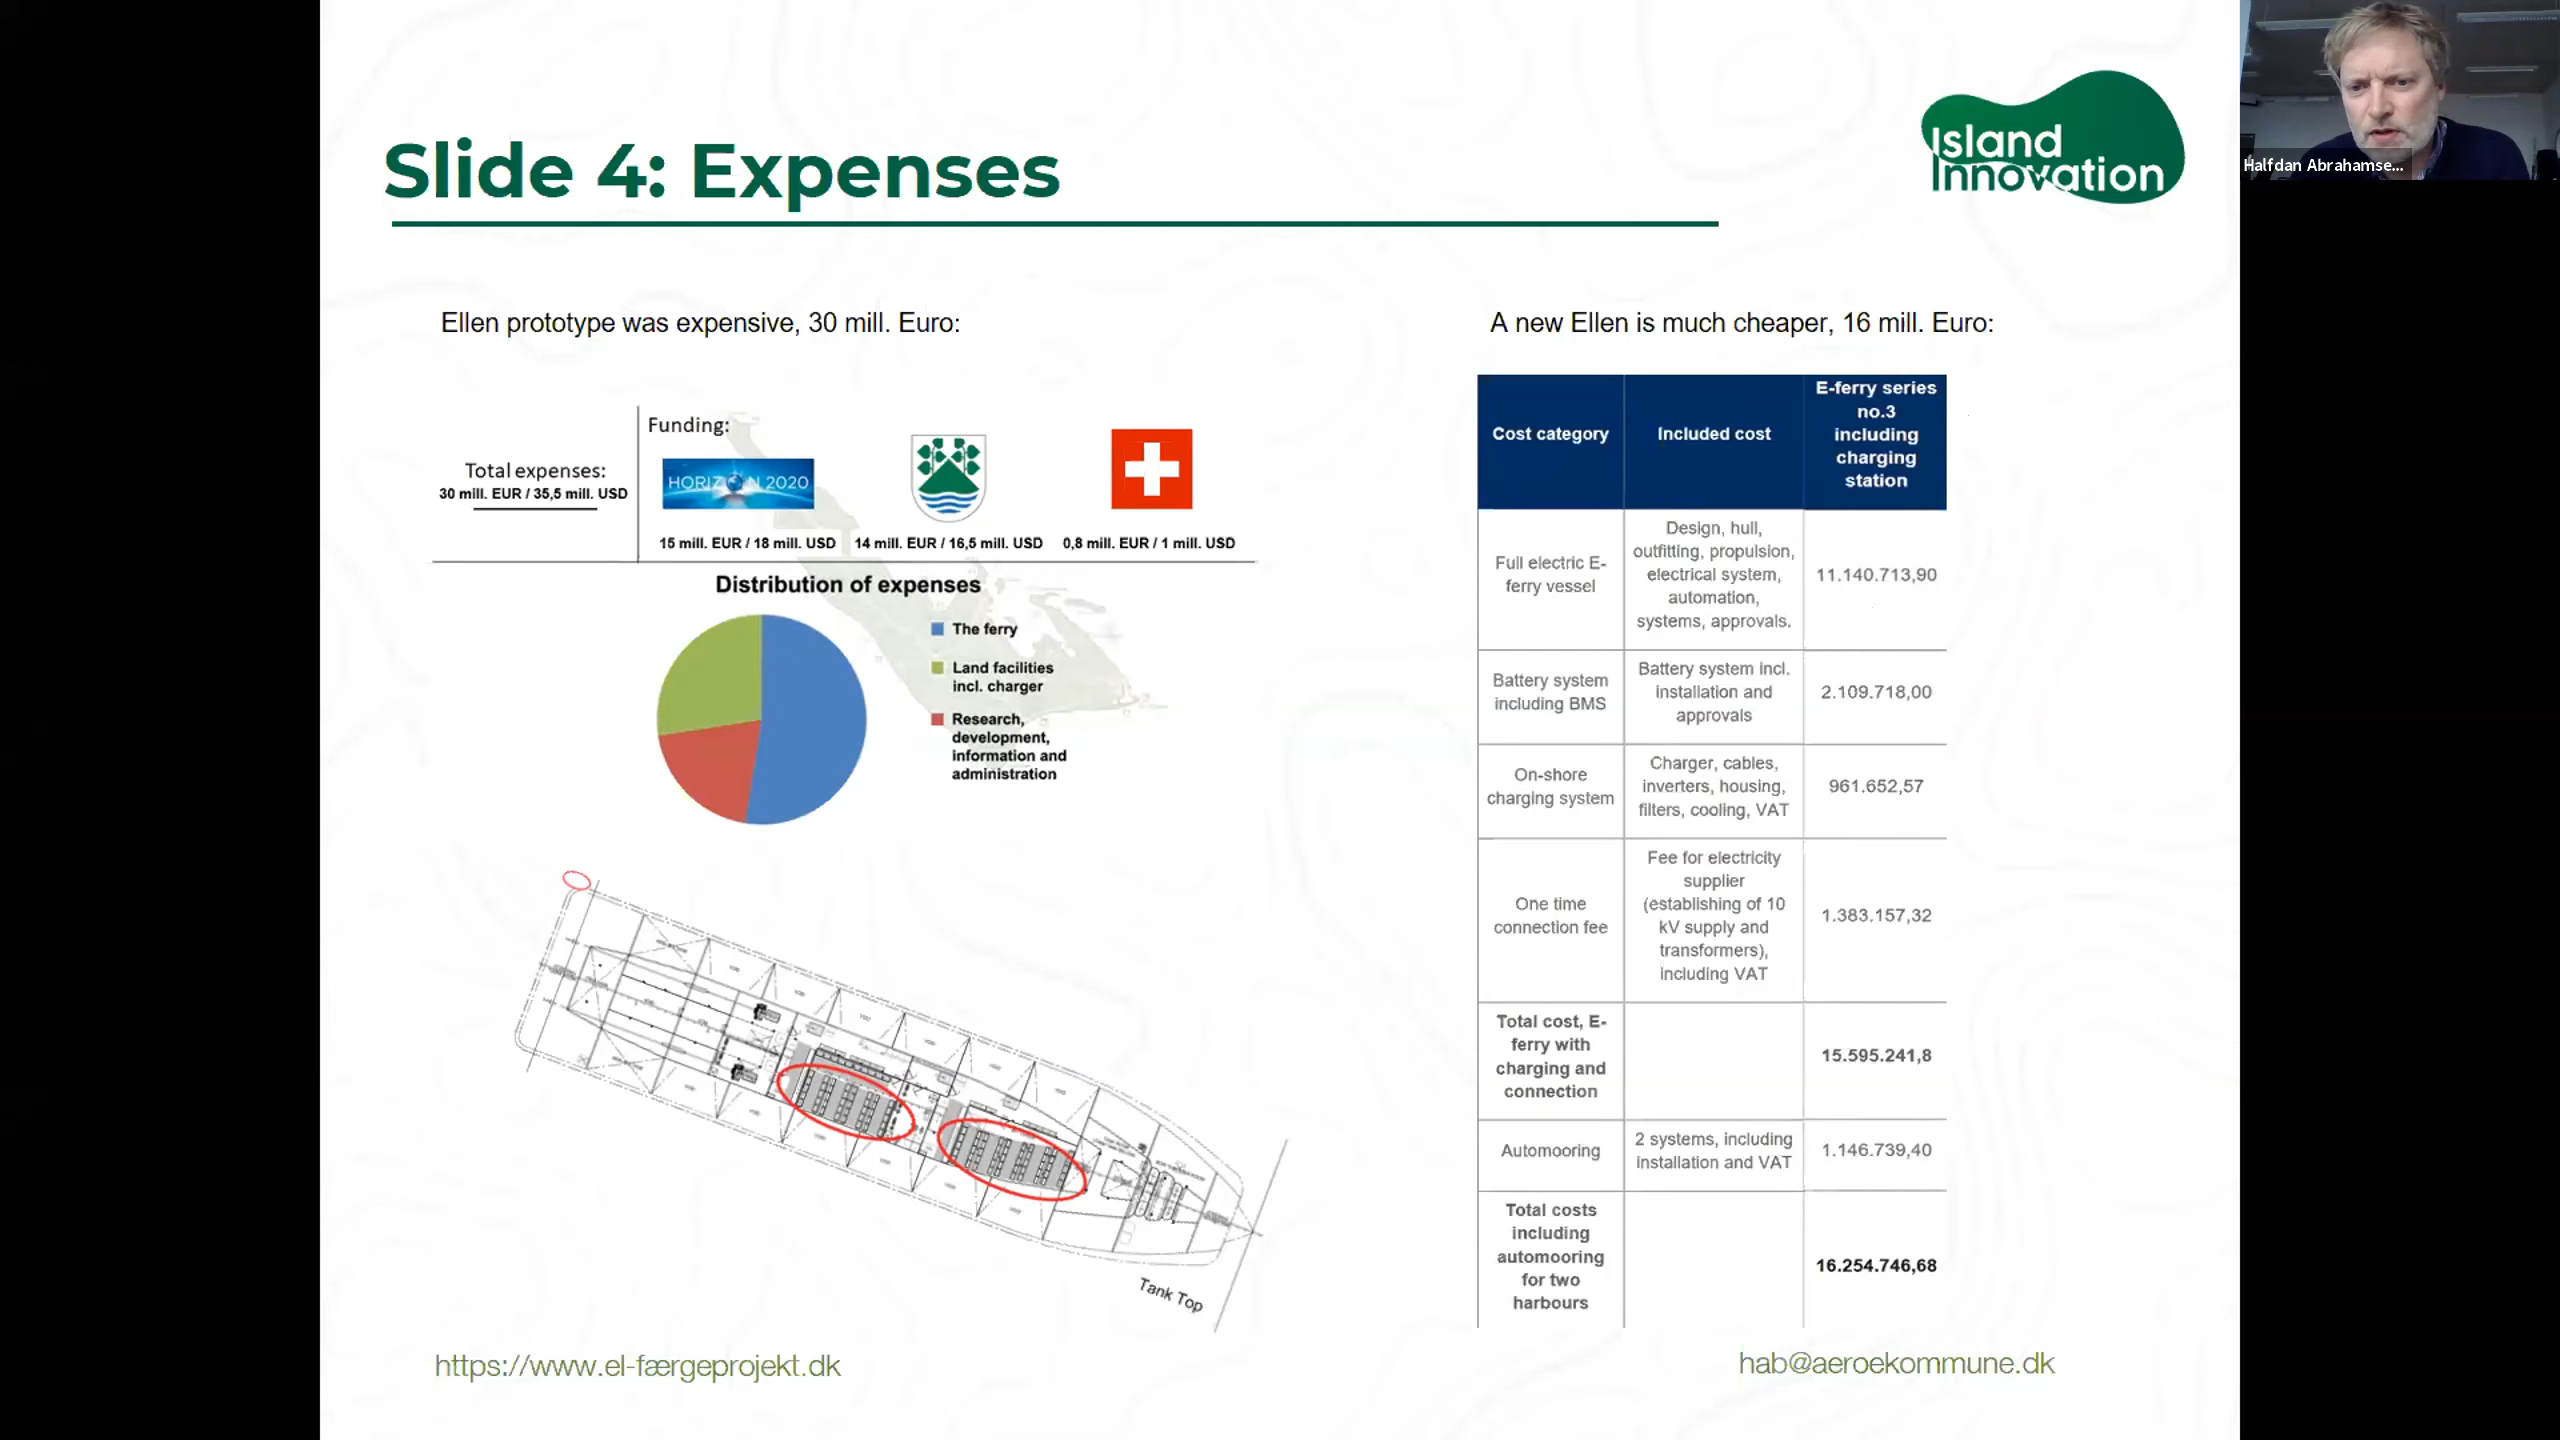 Slide 4: Expenses
Island
Innovation
Halfdan Abrahamse...
Ellen prototype was expensive, 30 mill. Euro:
Total expenses:
30 mill. EUR / 35,5 mill. USD
Funding:
HORIZON 2020
15 mill. EUR / 18 mill. USD
14 mill. EUR / 16,5 mill. USD
0,8 mill. EUR / 1 mill. USD
Distribution of expenses
The ferry
Land facilities
incl. charger
Research,
development,
information and
administration
Tank Top
A new Ellen is much cheaper, 16 mill. Euro:
Cost category
Included cost
E-ferry series
no.3
including
charging
station
Full electric E-
ferry vessel
Design, hull,
outfitting, propulsion,
electrical system,
automation,
systems, approvals.
11.140.713,90
Battery system
including BMS
Battery system incl.
installation and
approvals
2.109.718,00
On-shore
charging system
Charger, cables,
inverters, housing,
filters, cooling, VAT
961.652,57
One time
connection fee
Fee for electricity
supplier
(establishing of 10
kV supply and
transformers),
including VAT
1.383.157,32
Total cost, E-
ferry with
charging and
connection
15.595.241,8
Automooring
2 systems, including
installation and VAT
1.146.739,40
Total costs
including
automooring
for two
harbours
16.254.746,68
https://www.el-færgeprojekt.dk
hab@aeroekommune.dk